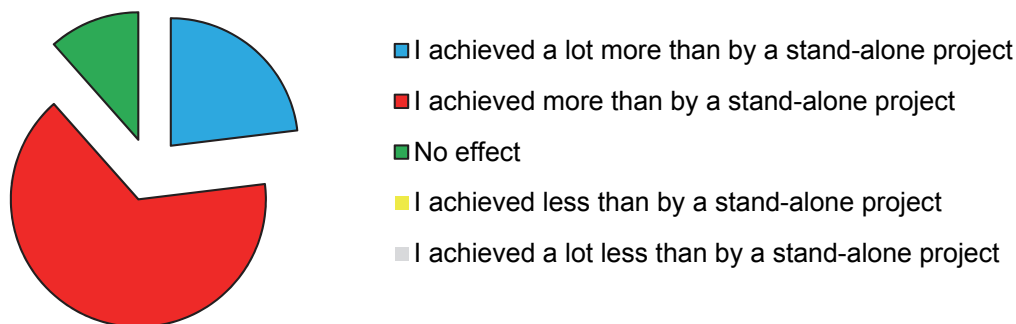 I achieved a lot more than by a stand-alone project
I achieved more than by a stand-alone project
No effect
I achieved less than by a stand-alone project
I achieved a lot less than by a stand-alone project